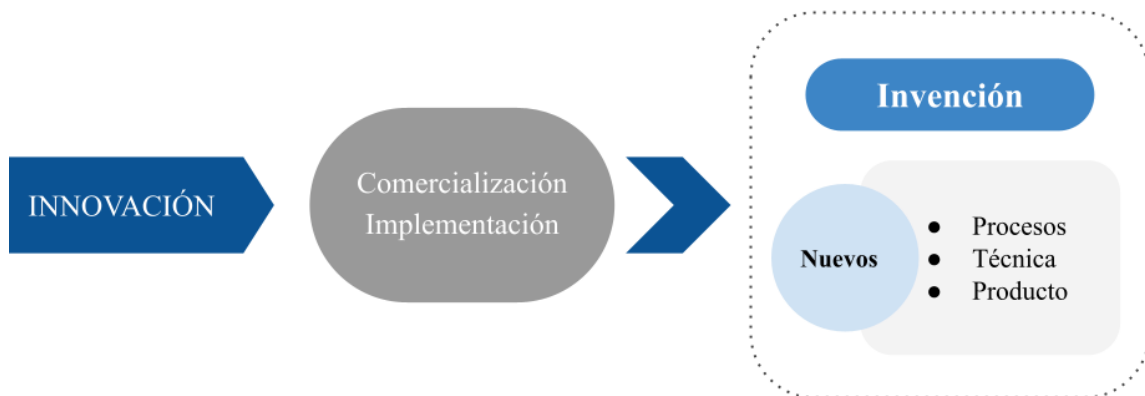 INNOVACIÓN
Comercialización
Implementación
Invención
Nuevos
● Procesos
● Técnica
● Producto